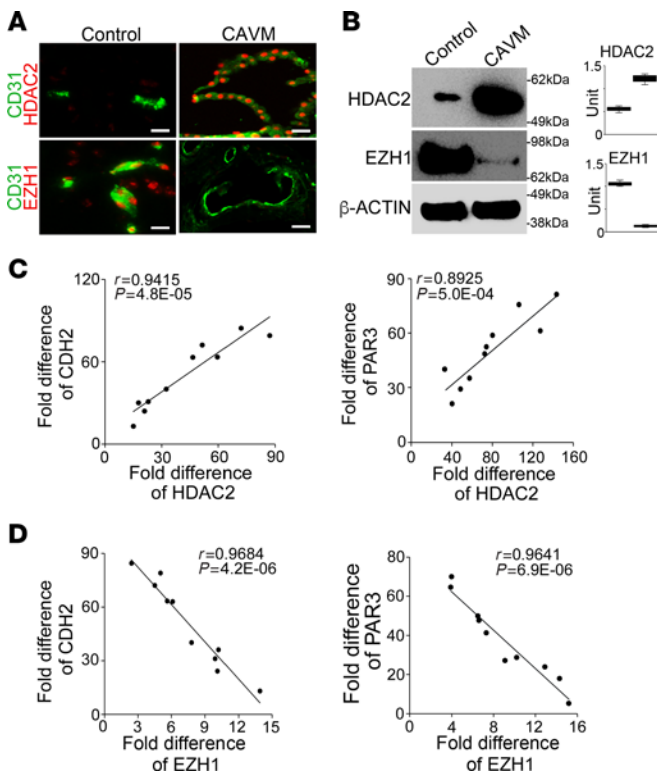 A
Control
CAVM
CD31
HDAC2
CD31
EZH1
B
Control
CAVM
HDAC2
-62kDa
-49kDa
EZH1
-98kDa
-62kDa
β-ACTIN
-49kDa
-38kDa
HDAC2
1.5
Unit
0
EZH1
1.5
Unit
0
C
r=0.9415
P=4.8E-05
120
60
0
Fold difference
of CDH2
0
30
60
90
Fold difference
of HDAC2
r=0.8925
P=5.0E-04
90
60
30
0
Fold difference
of PAR3
0
40
80
120
160
Fold difference
of HDAC2
D
r=0.9684
P=4.2E-06
90
60
30
0
Fold difference
of CDH2
0
3
6
9
12
15
Fold difference
of EZH1
r=0.9641
P=6.9E-06
80
60
40
20
0
Fold difference
of PAR3
0
4
8
12
16
Fold difference
of EZH1